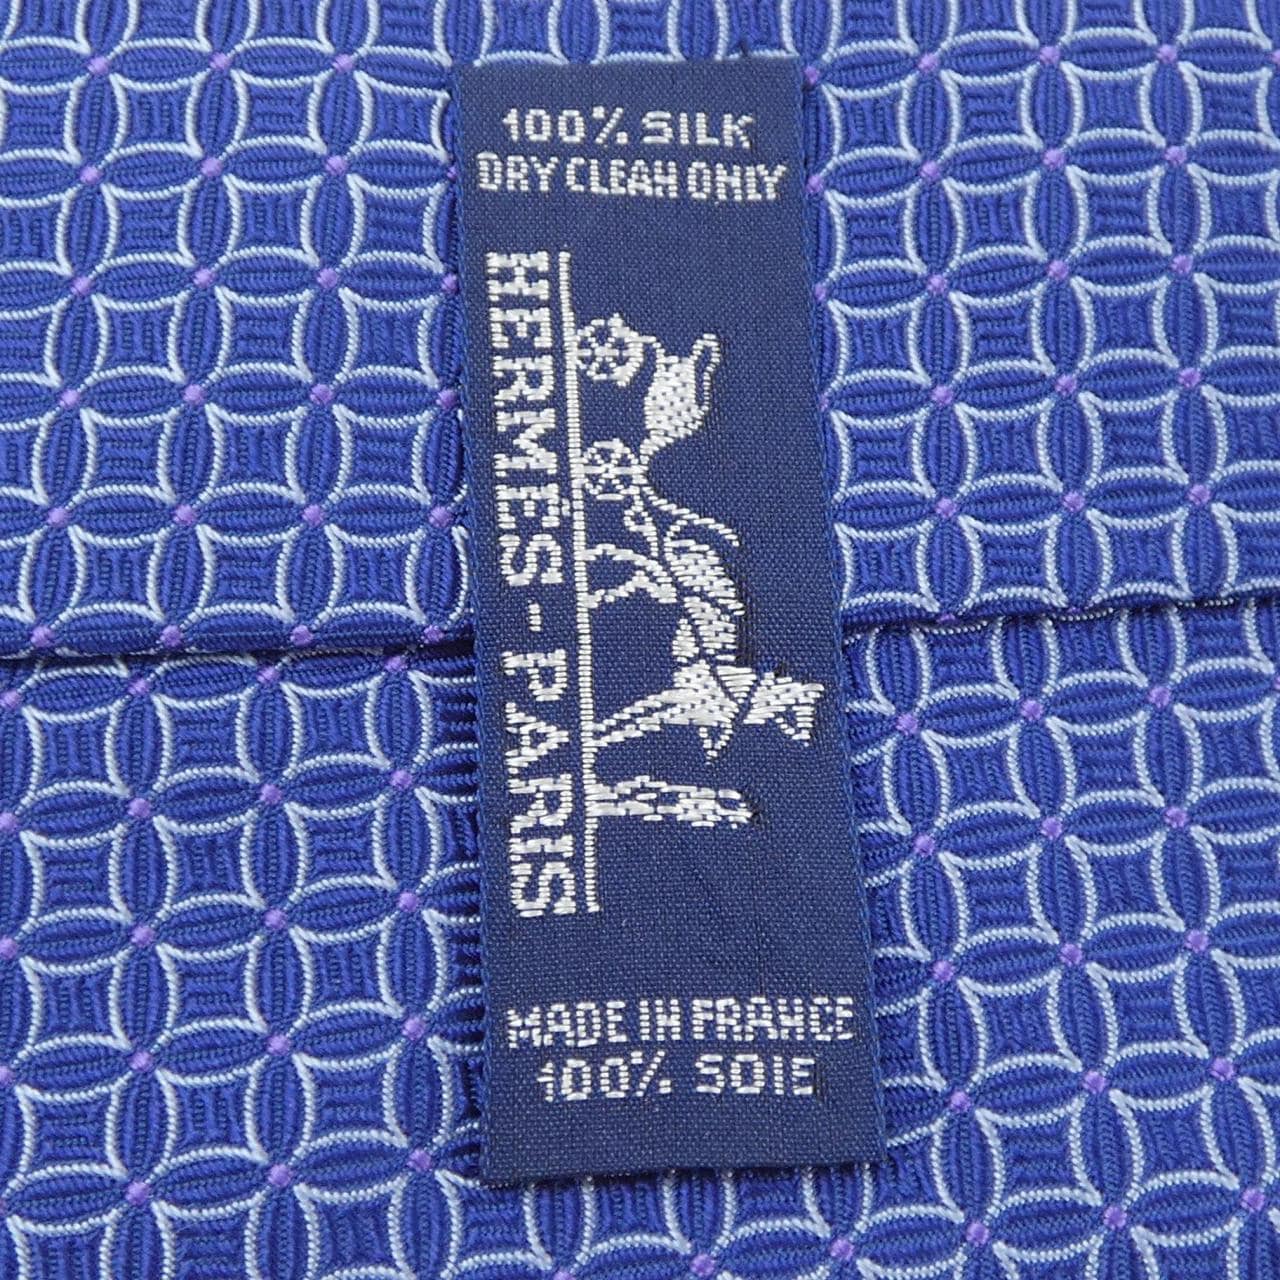 100% SILK
DRY CLEAN ONLY
HERMÈS-PARIS
MADE IN FRANCE
100% SOIE